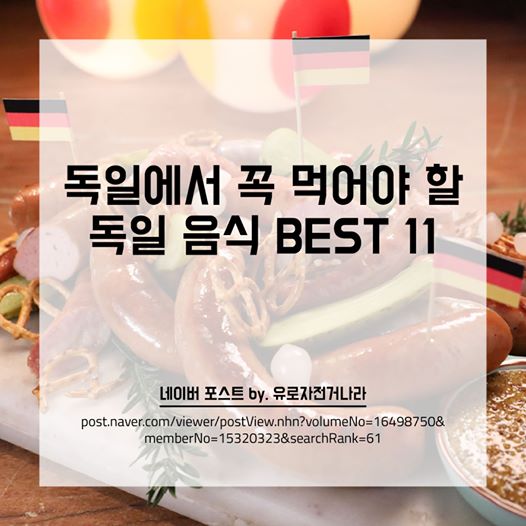 독일에서 꼭 먹어야 할
독일 음식 BEST 11
네이버 포스트 by. 유로자전거나라
post.naver.com/viewer/postView.nhn?volumeNo=16498750&
memberNo=15320323&searchRank=61